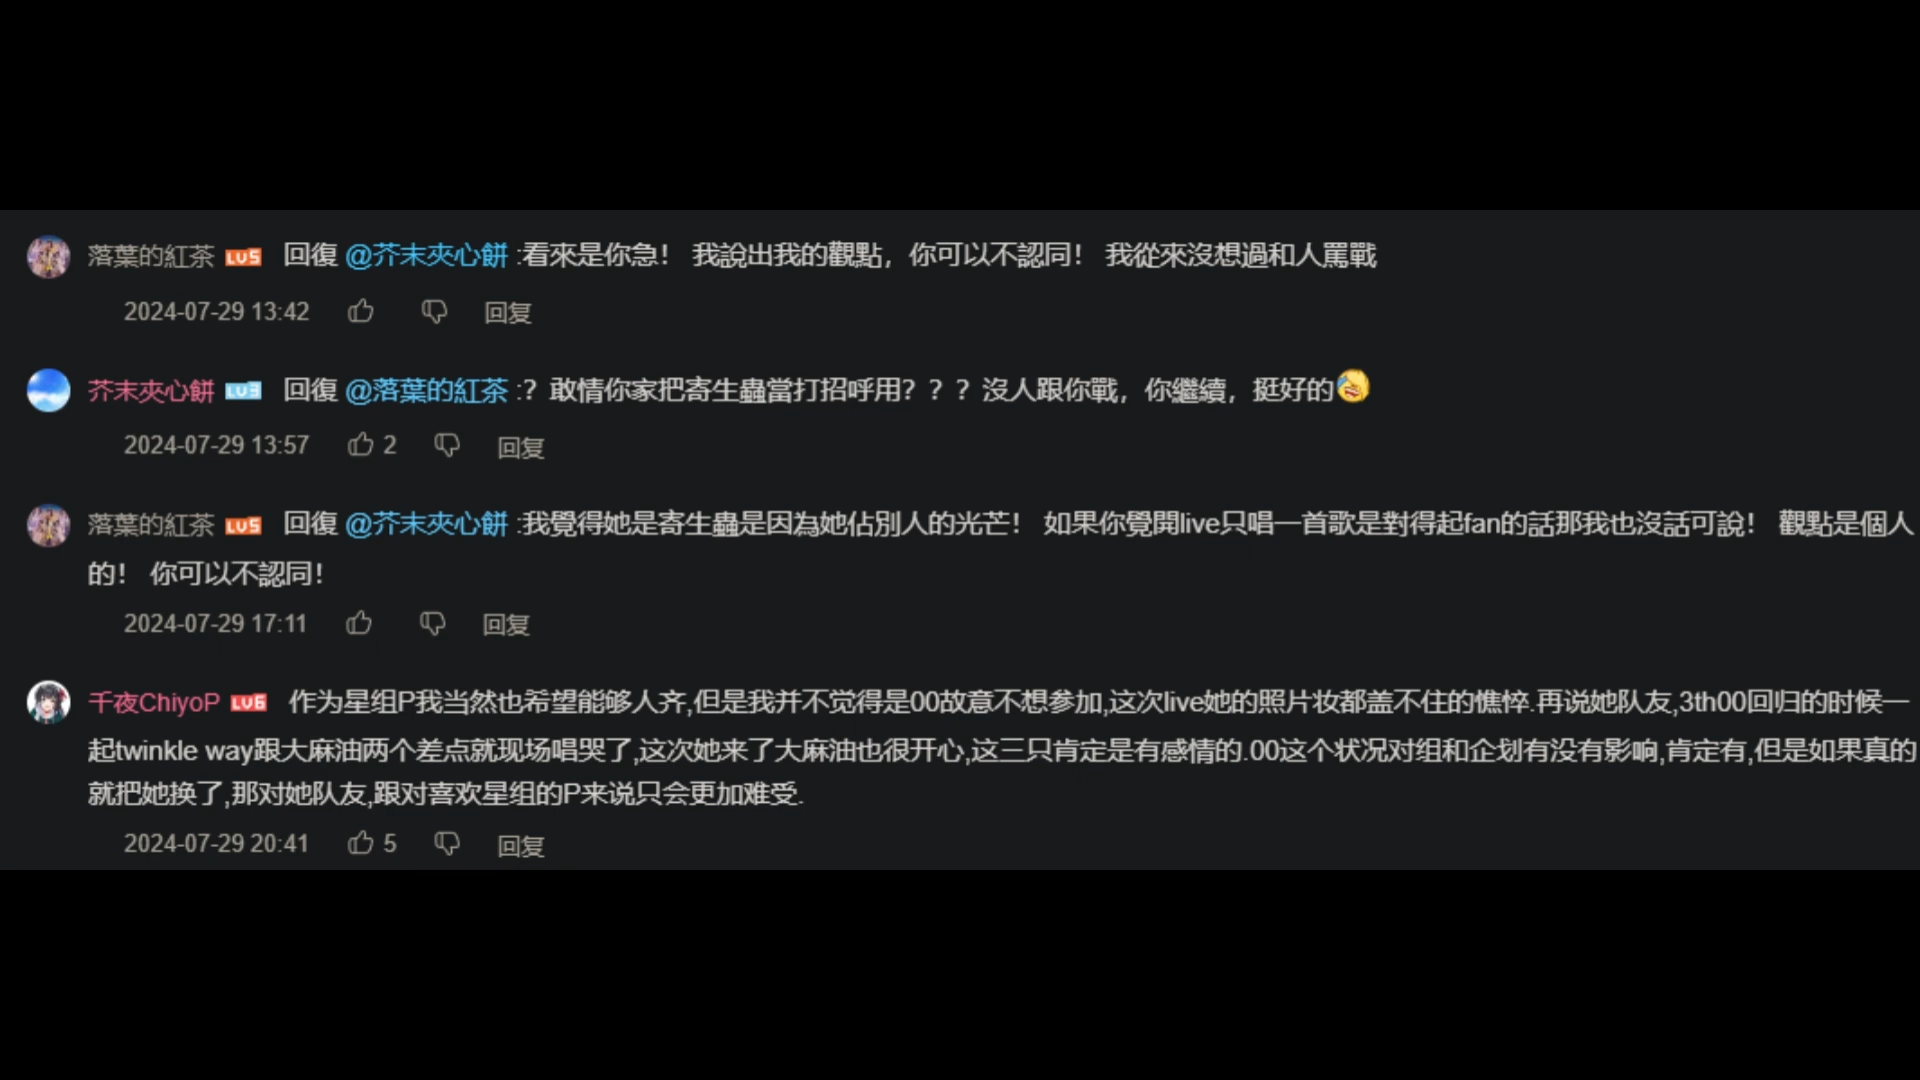 落葉的紅茶 LV5 回復 @芥末夾心餅 :看來是你急！ 我說出我的觀點，你可以不認同！ 我從來沒想過和人罵戰
2024-07-29 13:42 回复
芥末夾心餅 LV3 回復 @落葉的紅茶 :？敢情你家把寄生蟲當打招呼用？？？沒人跟你戰，你繼續，挺好的
2024-07-29 13:57 2 回复
落葉的紅茶 LV5 回復 @芥末夾心餅 :我覺得她是寄生蟲是因為她佔別人的光芒！ 如果你覺開live只唱一首歌是對得起fan的話那我也沒話可說！ 觀點是個人
的！ 你可以不認同！
2024-07-29 17:11 回复
千夜ChiyoP LV6 作为星组P我当然也希望能够人齐,但是我并不觉得是00故意不想参加,这次live她的照片妆都盖不住的憔悴.再说她队友,3th00回归的时候一
起twinkle way跟大麻油两个差点就现场唱哭了,这次她来了大麻油也很开心,这三只肯定是有感情的.00这个状况对组和企划有没有影响,肯定有,但是如果真的
就把她换了,那对她队友,跟对喜欢星组的P来说只会更加难受.
2024-07-29 20:41 5 回复